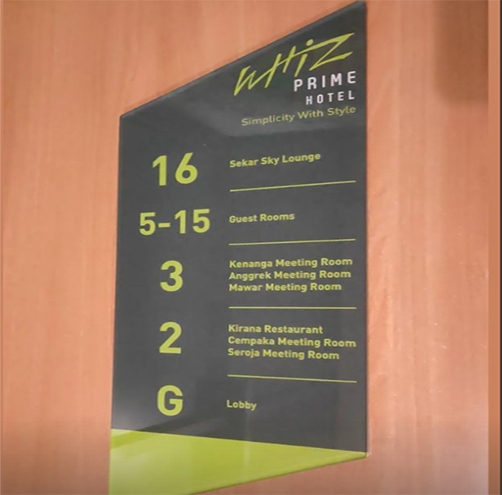 WHIZ
PRIME
HOTEL
Simplicity With Style
16 Sekar Sky Lounge
5-15 Guest Rooms
3 Kenanga Meeting Room
Anggrek Meeting Room
Mawar Meeting Room
2 Kirana Restaurant
Cempaka Meeting Room
Seroja Meeting Room
G Lobby